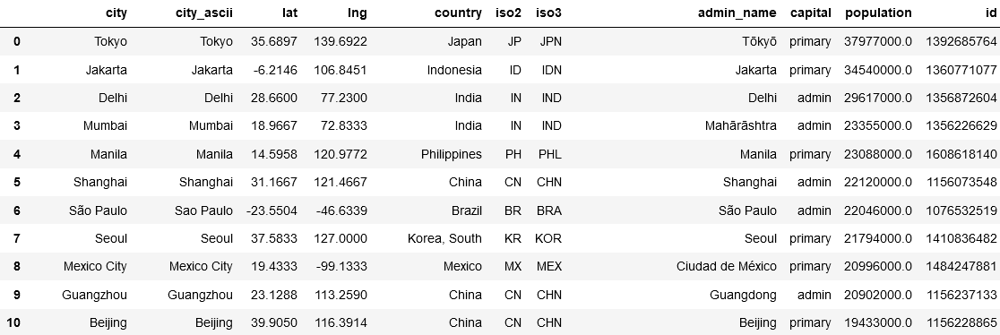 city city_ascii lat lng country iso2 iso3 admin_name capital population id
0 Tokyo Tokyo 35.6897 139.6922 Japan JP JPN Tōkyō primary 37977000.0 1392685764
1 Jakarta Jakarta -6.2146 106.8451 Indonesia ID IDN Jakarta primary 34540000.0 1360771077
2 Delhi Delhi 28.6600 77.2300 India IN IND Delhi admin 29617000.0 1356872604
3 Mumbai Mumbai 18.9667 72.8333 India IN IND Mahārāshtra admin 23355000.0 1356226629
4 Manila Manila 14.5958 120.9772 Philippines PH PHL Manila primary 23088000.0 1608618140
5 Shanghai Shanghai 31.1667 121.4667 China CN CHN Shanghai admin 22120000.0 1156073548
6 São Paulo Sao Paulo -23.5504 -46.6339 Brazil BR BRA São Paulo admin 22046000.0 1076532519
7 Seoul Seoul 37.5833 127.0000 Korea, South KR KOR Seoul primary 21794000.0 1410836482
8 Mexico City Mexico City 19.4333 -99.1333 Mexico MX MEX Ciudad de México primary 20996000.0 1484247881
9 Guangzhou Guangzhou 23.1288 113.2590 China CN CHN Guangdong admin 20902000.0 1156237133
10 Beijing Beijing 39.9050 116.3914 China CN CHN Beijing primary 19433000.0 1156228865